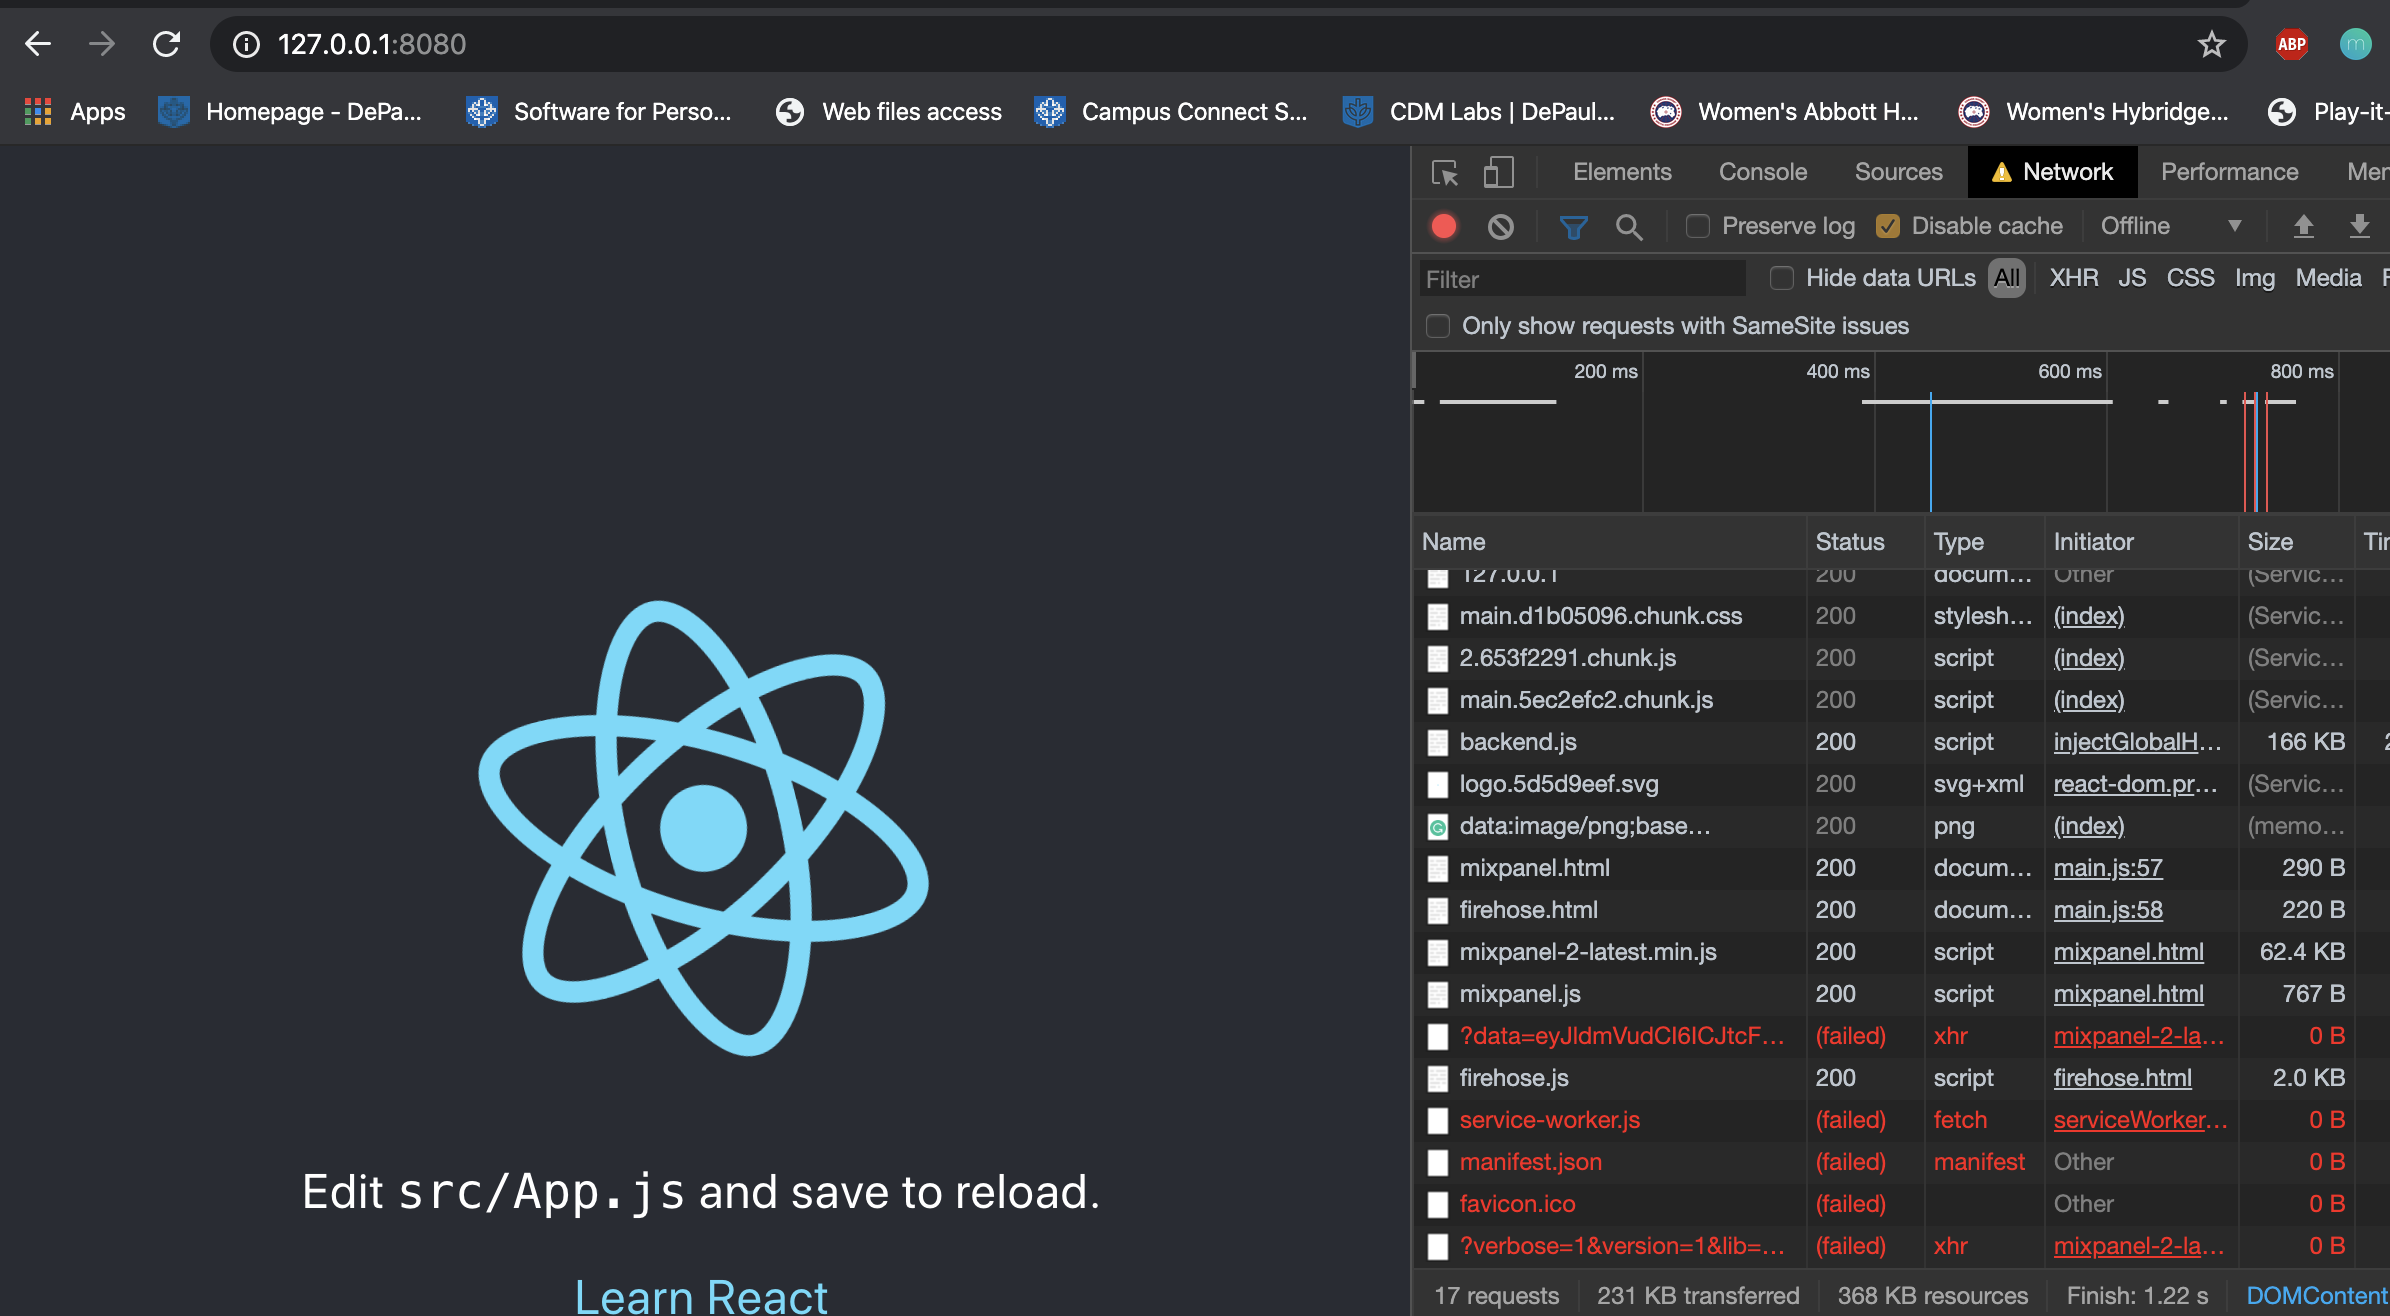 127.0.0.1:8080
ABP
m
Apps
Homepage - DePa...
Software for Perso...
Web files access
Campus Connect S...
CDM Labs | DePaul...
Women's Abbott H...
Women's Hybridge...
Play-it-
Elements Console Sources Network Performance Mer
Preserve log Disable cache Offline
Filter Hide data URLs All XHR JS CSS Img Media F
Only show requests with SameSite issues
200 ms 400 ms 600 ms 800 ms
Name Status Type Initiator Size Tir
127.0.0.1 200 docum... Other (Servic...
main.d1b05096.chunk.css 200 stylesh... (index) (Servic...
2.653f2291.chunk.js 200 script (index) (Servic...
main.5ec2efc2.chunk.js 200 script (index) (Servic...
backend.js 200 script injectGlobalH... 166 KB 2
logo.5d5d9eef.svg 200 svg+xml react-dom.pr... (Servic...
data:image/png;base... 200 png (index) (memo...
mixpanel.html 200 docum... main.js:57 290 B
firehose.html 200 docum... main.js:58 220 B
mixpanel-2-latest.min.js 200 script mixpanel.html 62.4 KB
mixpanel.js 200 script mixpanel.html 767 B
?data=eyJldmVudCI6ICJtcF... (failed) xhr mixpanel-2-la... 0 B
firehose.js 200 script firehose.html 2.0 KB
service-worker.js (failed) fetch serviceWorker... 0 B
manifest.json (failed) manifest Other 0 B
favicon.ico (failed) Other 0 B
?verbose=1&version=1&lib=... (failed) xhr mixpanel-2-la... 0 B
17 requests 231 KB transferred 368 KB resources Finish: 1.22 s DOMContent
Edit src/App.js and save to reload.
Learn React